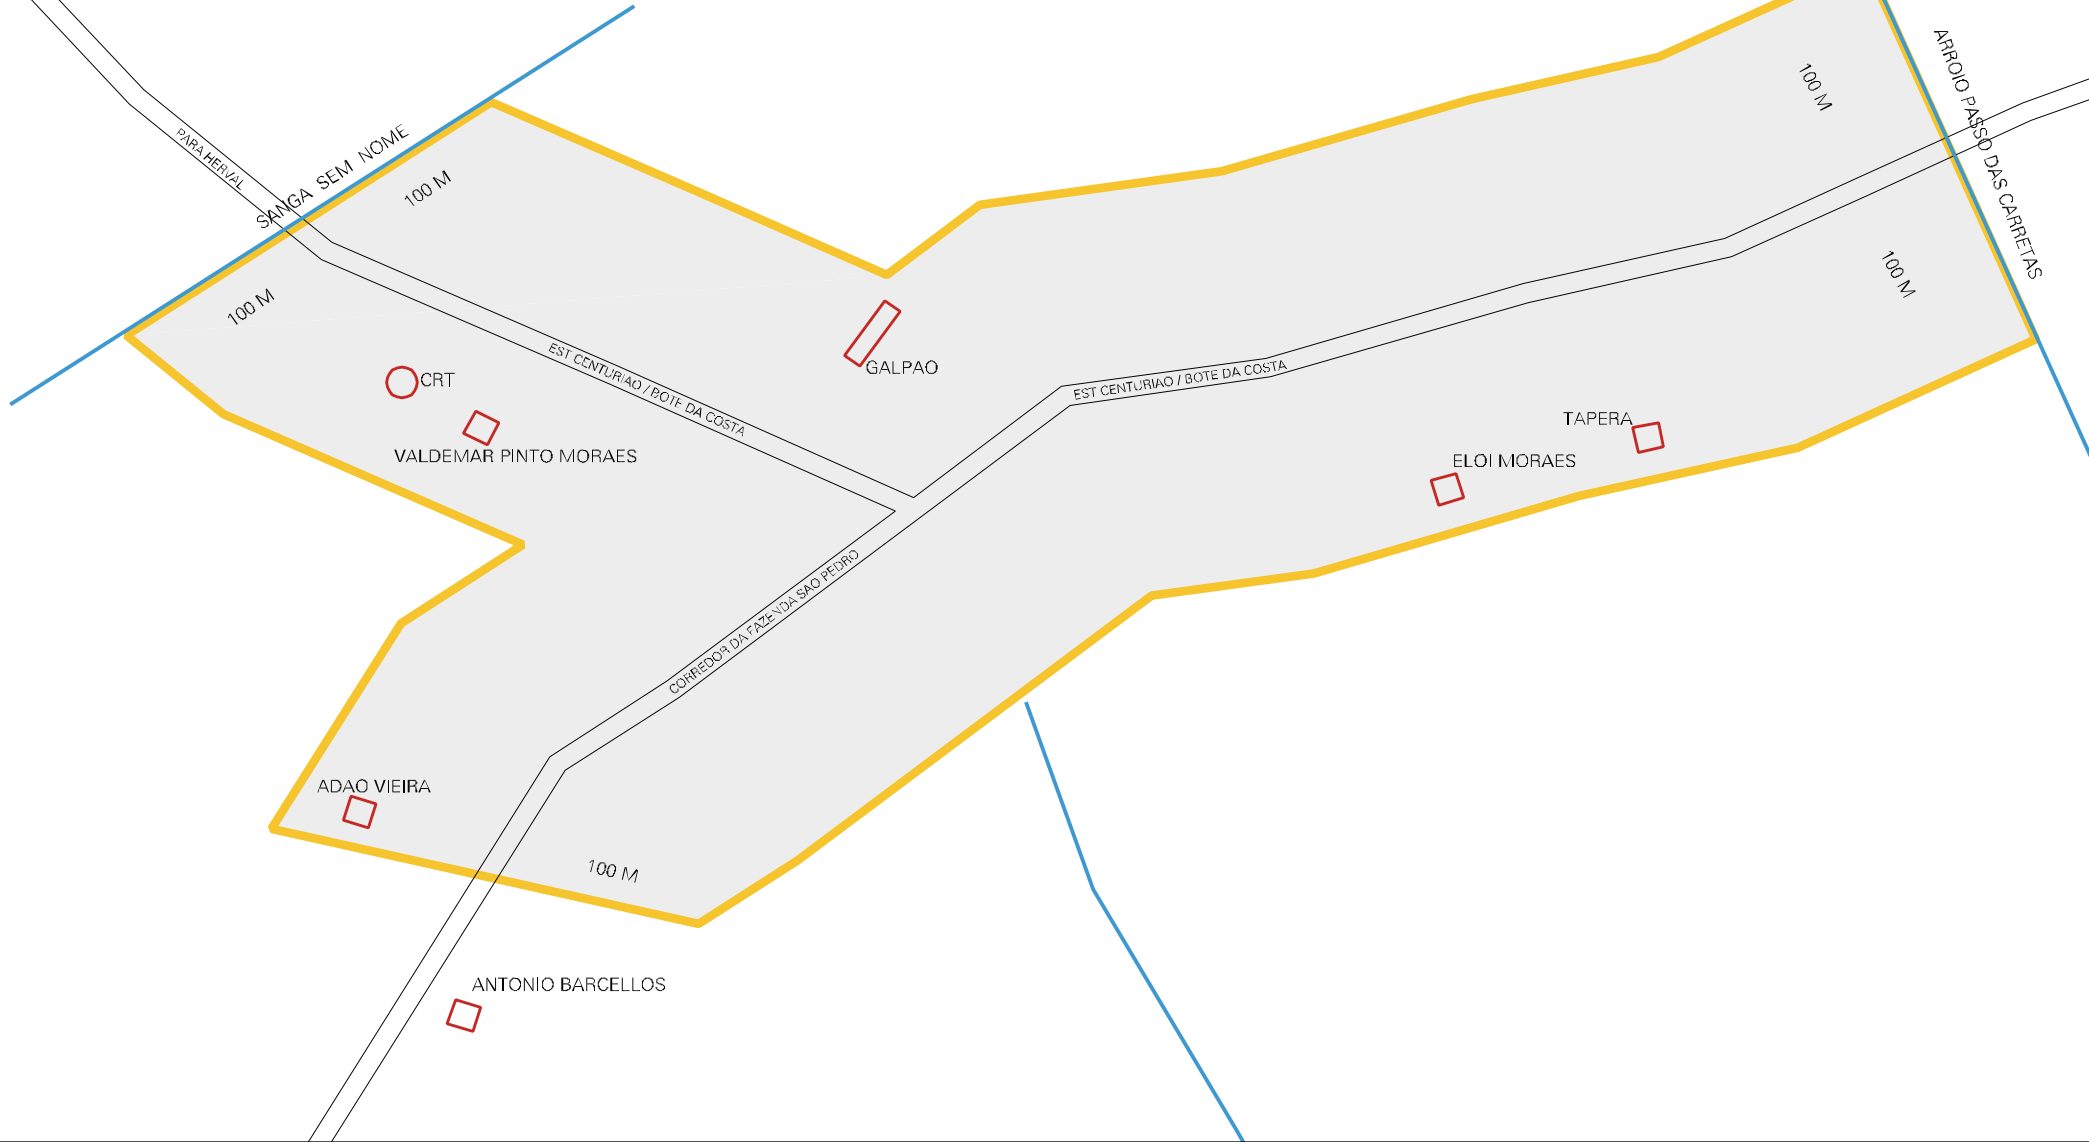 ARROIO PASSO DAS CARRETAS
100 M
PARA HERVAL
SANGA SEM NOME
100 M
100 M
100 M
EST CENTURIAO / BOTE DA COSTA
GALPAO
CRT
EST CENTURIAO / BOTE DA COSTA
TAPERA
VALDEMAR PINTO MORAES
ELOI MORAES
CORREDOR DA FAZENDA SAO PEDRO
ADAO VIEIRA
100 M
ANTONIO BARCELLOS